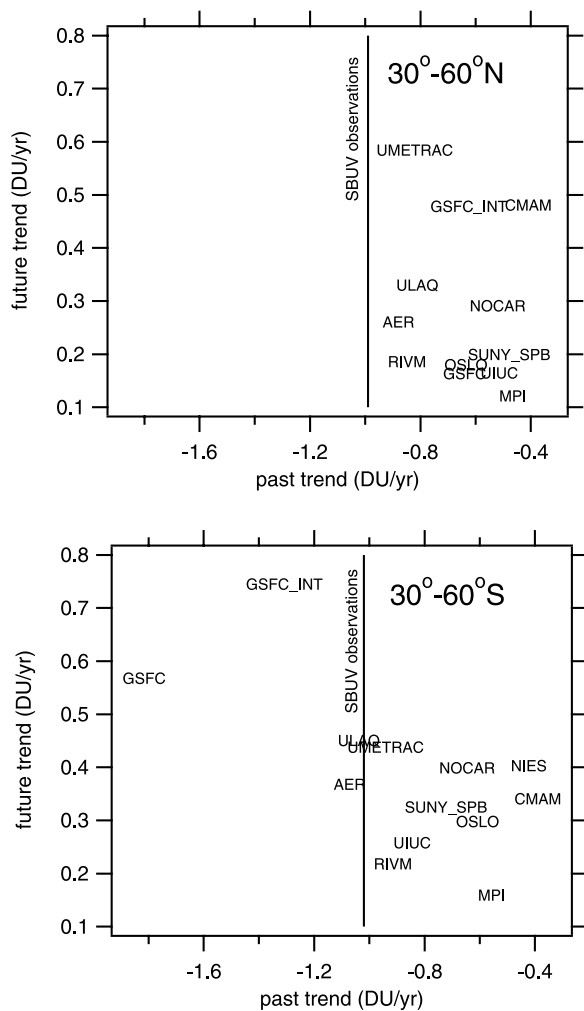 0.8
0.7
0.6
0.5
0.4
0.3
0.2
0.1
future trend (DU/yr)
SBUV observations
30°-60°N
UMETRAC
GSFC_INT
CMAM
ULAQ
NOCAR
AER
SUNY_SPB
RIVM
OSLO
GSFC
UIUC
MPI
-1.6
-1.2
-0.8
-0.4
past trend (DU/yr)
0.8
0.7
0.6
0.5
0.4
0.3
0.2
0.1
future trend (DU/yr)
SBUV observations
30°-60°S
GSFC_INT
GSFC
ULAQ
UMETRAC
NOCAR
NIES
AER
CMAM
SUNY_SPB
OSLO
UIUC
RIVM
MPI
-1.6
-1.2
-0.8
-0.4
past trend (DU/yr)